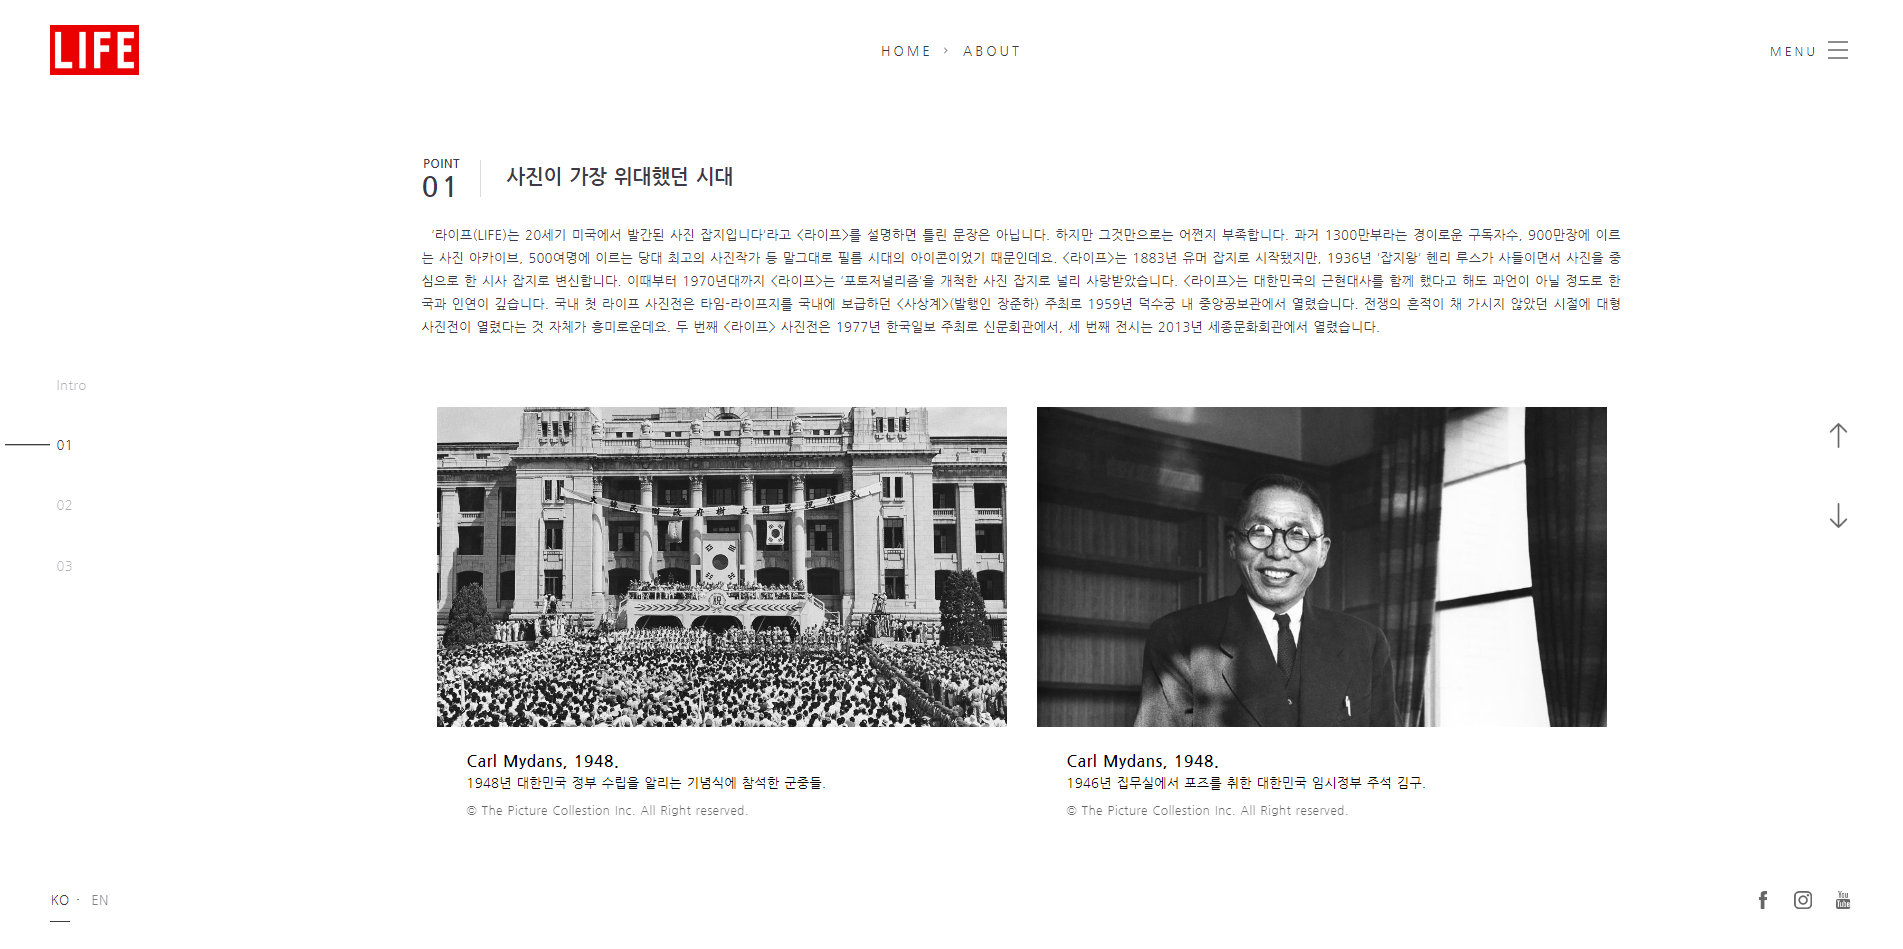 LIFE
HOME › ABOUT
MENU
POINT
01
사진이 가장 위대했던 시대
'라이프(LIFE)는 20세기 미국에서 발간된 사진 잡지입니다'라고 <라이프>를 설명하면 틀린 문장은 아닙니다. 하지만 그것만으로는 어쩐지 부족합니다. 과거 1300만부라는 경이로운 구독자수, 900만장에 이르
는 사진 아카이브, 500여명에 이르는 당대 최고의 사진작가 등 말그대로 필름 시대의 아이콘이었기 때문인데요. <라이프>는 1883년 유머 잡지로 시작됐지만, 1936년 '잡지왕' 헨리 루스가 사들이면서 사진을 중
심으로 한 시사 잡지로 변신합니다. 이때부터 1970년대까지 <라이프>는 '포토저널리즘'을 개척한 사진 잡지로 널리 사랑받았습니다. <라이프>는 대한민국의 근현대사를 함께 했다고 해도 과언이 아닐 정도로 한
국과 인연이 깊습니다. 국내 첫 라이프 사진전은 타임-라이프지를 국내에 보급하던 <사상계>(발행인 장준하) 주최로 1959년 덕수궁 내 중앙공보관에서 열렸습니다. 전쟁의 흔적이 채 가시지 않았던 시절에 대형
사진전이 열렸다는 것 자체가 흥미로운데요. 두 번째 <라이프> 사진전은 1977년 한국일보 주최로 신문회관에서, 세 번째 전시는 2013년 세종문화회관에서 열렸습니다.
Intro
01
02
03
大韓民國政府樹立國民祝賀式
祝
Carl Mydans, 1948.
1948년 대한민국 정부 수립을 알리는 기념식에 참석한 군중들.
© The Picture Collestion Inc. All Right reserved.
Carl Mydans, 1948.
1946년 집무실에서 포즈를 취한 대한민국 임시정부 주석 김구.
© The Picture Collestion Inc. All Right reserved.
KO · EN
You Tube